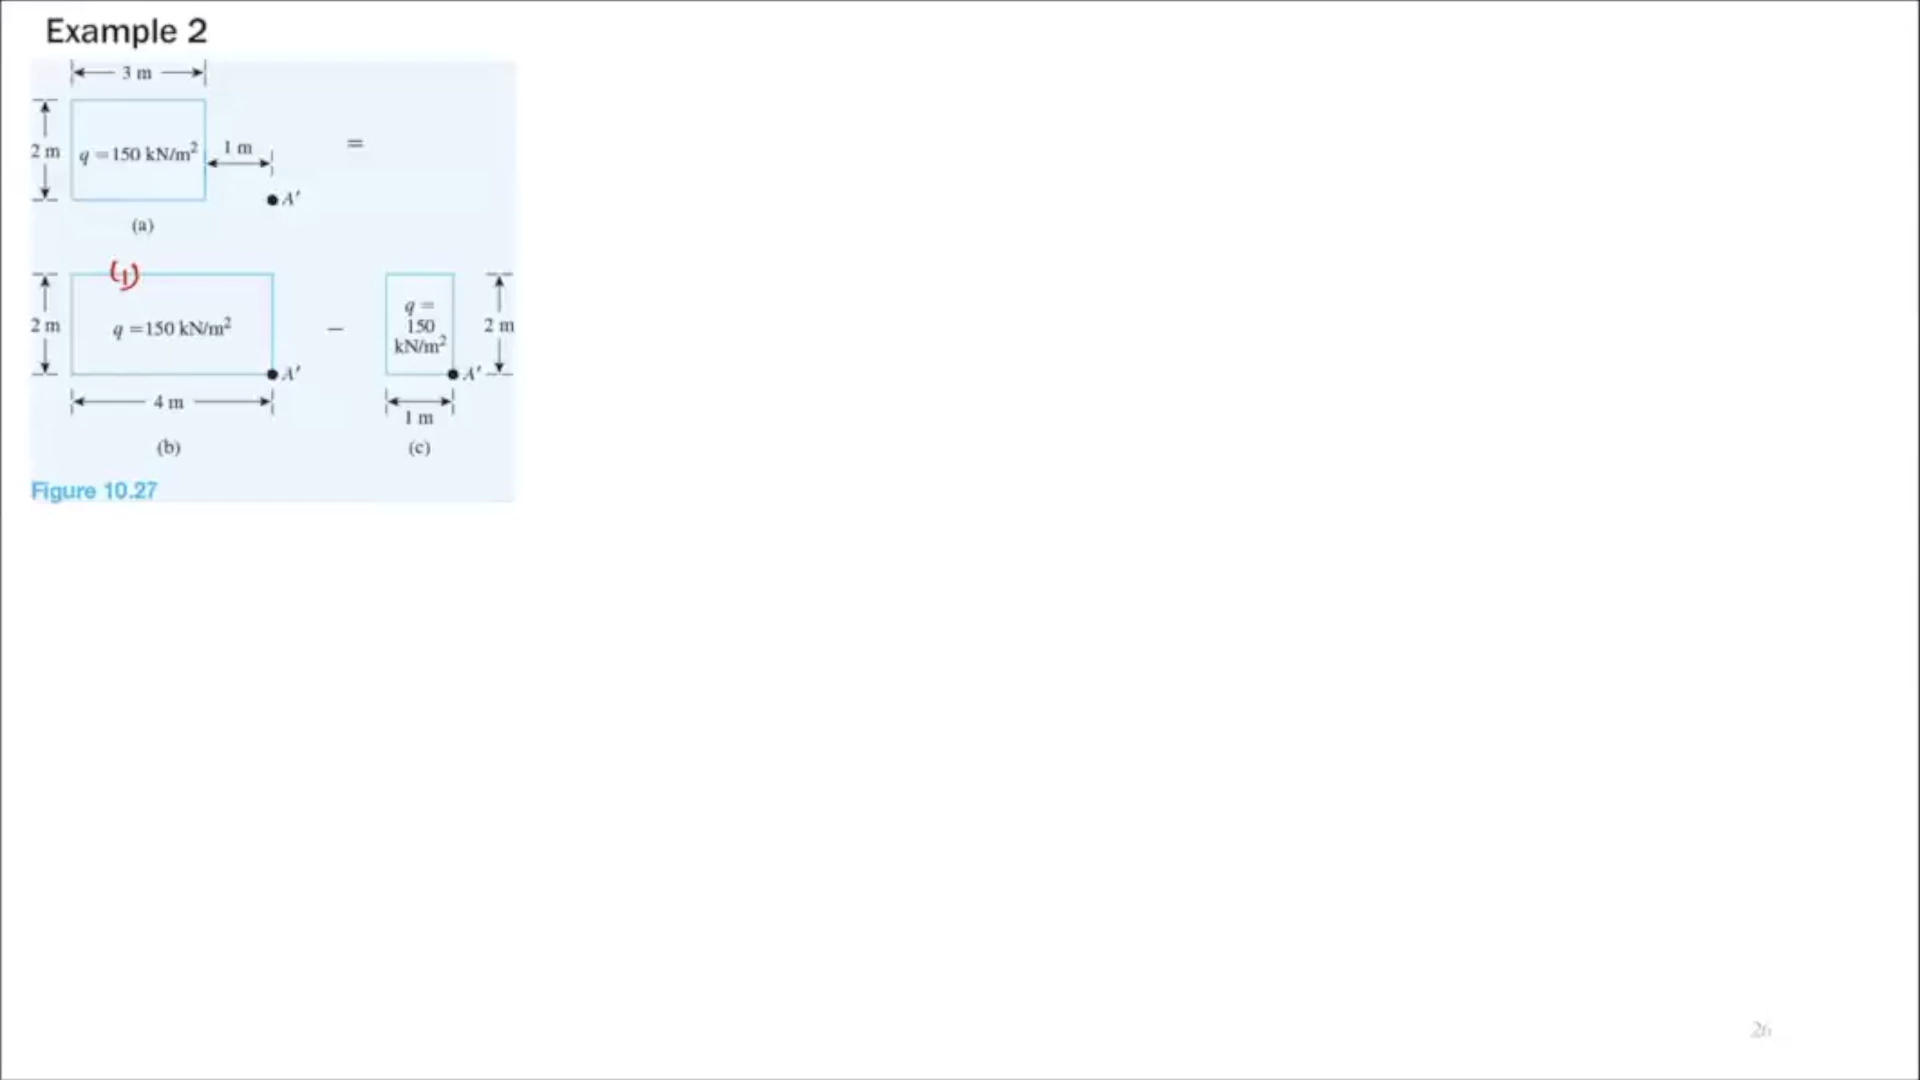 Example 2
3 m
2 m
q = 150 kN/m²
1 m
=
A′
(a)
(1)
2 m
q = 150 kN/m²
A′
4 m
(b)
−
q =
150
kN/m²
2 m
A′
1 m
(c)
Figure 10.27
26